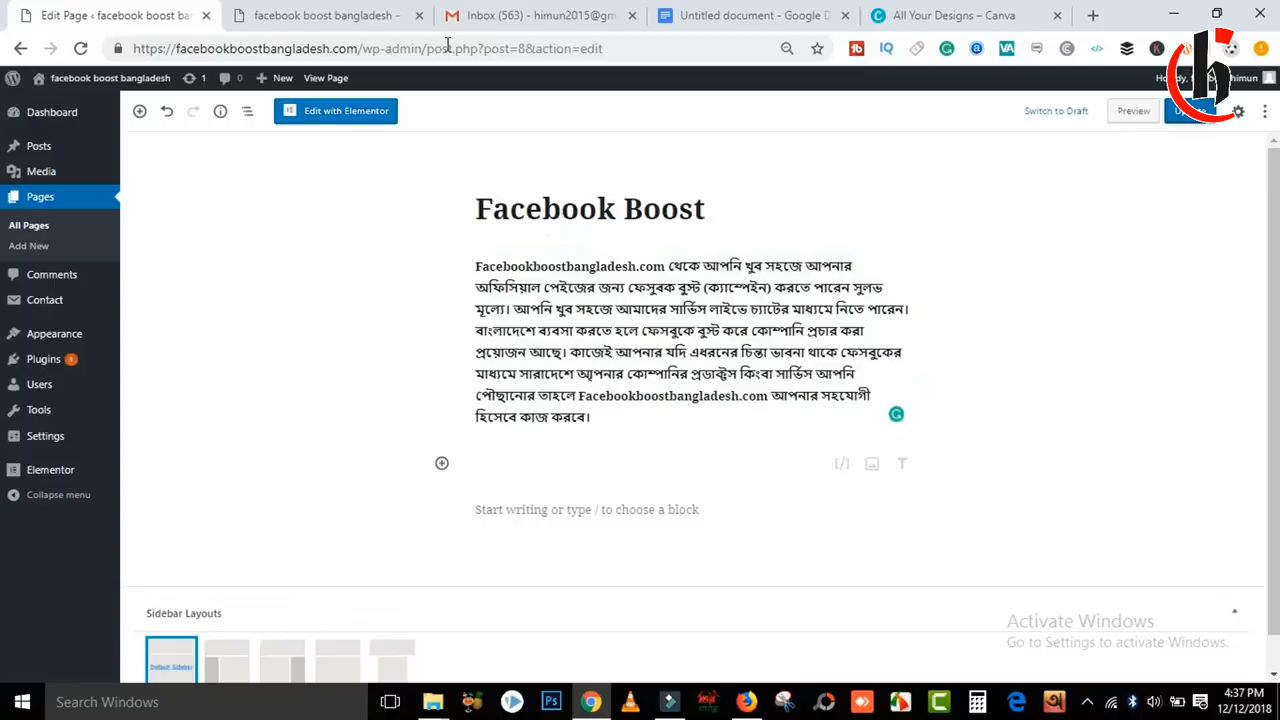 Edit Page ‹ facebook boost ban
facebook boost bangladesh –
Inbox (563) - himun2015@gm
Untitled document - Google D
All Your Designs – Canva
https://facebookboostbangladesh.com/wp-admin/post.php?post=8&action=edit
facebook boost bangladesh
1
0
New
View Page
Edit with Elementor
Switch to Draft
Preview
Dashboard
Posts
Media
Pages
All Pages
Add New
Comments
Contact
Appearance
Plugins 1
Users
Tools
Settings
Elementor
Collapse menu
Facebook Boost
Facebookboostbangladesh.com থেকে আপনি খুব সহজে আপনার
অফিসিয়াল পেইজের জন্য ফেসুবক বুস্ট (ক্যাম্পেইন) করতে পারেন সুলভ
মূল্যে। আপনি খুব সহজে আমাদের সার্ভিস লাইভে চ্যাটের মাধ্যমে নিতে পারেন।
বাংলাদেশে ব্যবসা করতে হলে ফেসবুকে বুস্ট করে কোম্পানি প্রচার করা
প্রয়োজন আছে। কাজেই আপনার যদি এধরনের চিন্তা ভাবনা থাকে ফেসবুকের
মাধ্যমে সারাদেশে আপনার কোম্পানির প্রডাক্টস কিংবা সার্ভিস আপনি
পৌছানোর তাহলে Facebookboostbangladesh.com আপনার সহযোগী
হিসেবে কাজ করবে।
Start writing or type / to choose a block
Sidebar Layouts
Default Sidebar
Activate Windows
Go to Settings to activate Windows.
Search Windows
4:37 PM
12/12/2018